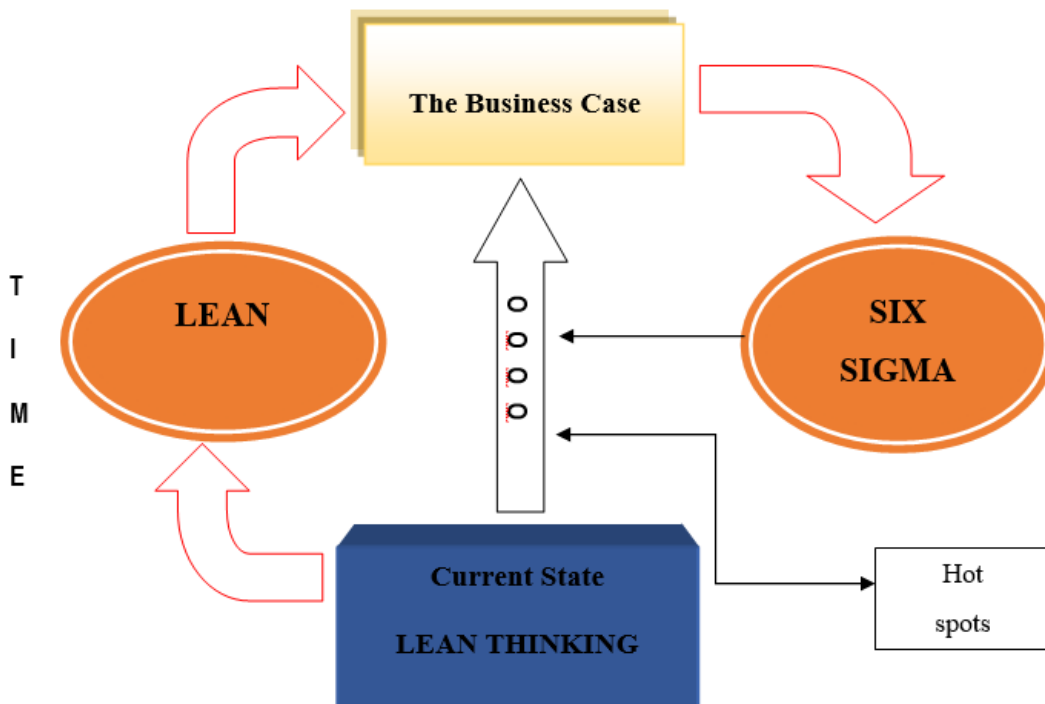 The Business Case
LEAN
SIX
SIGMA
T
I
M
E
O
O
O
O
Current State
LEAN THINKING
Hot
spots